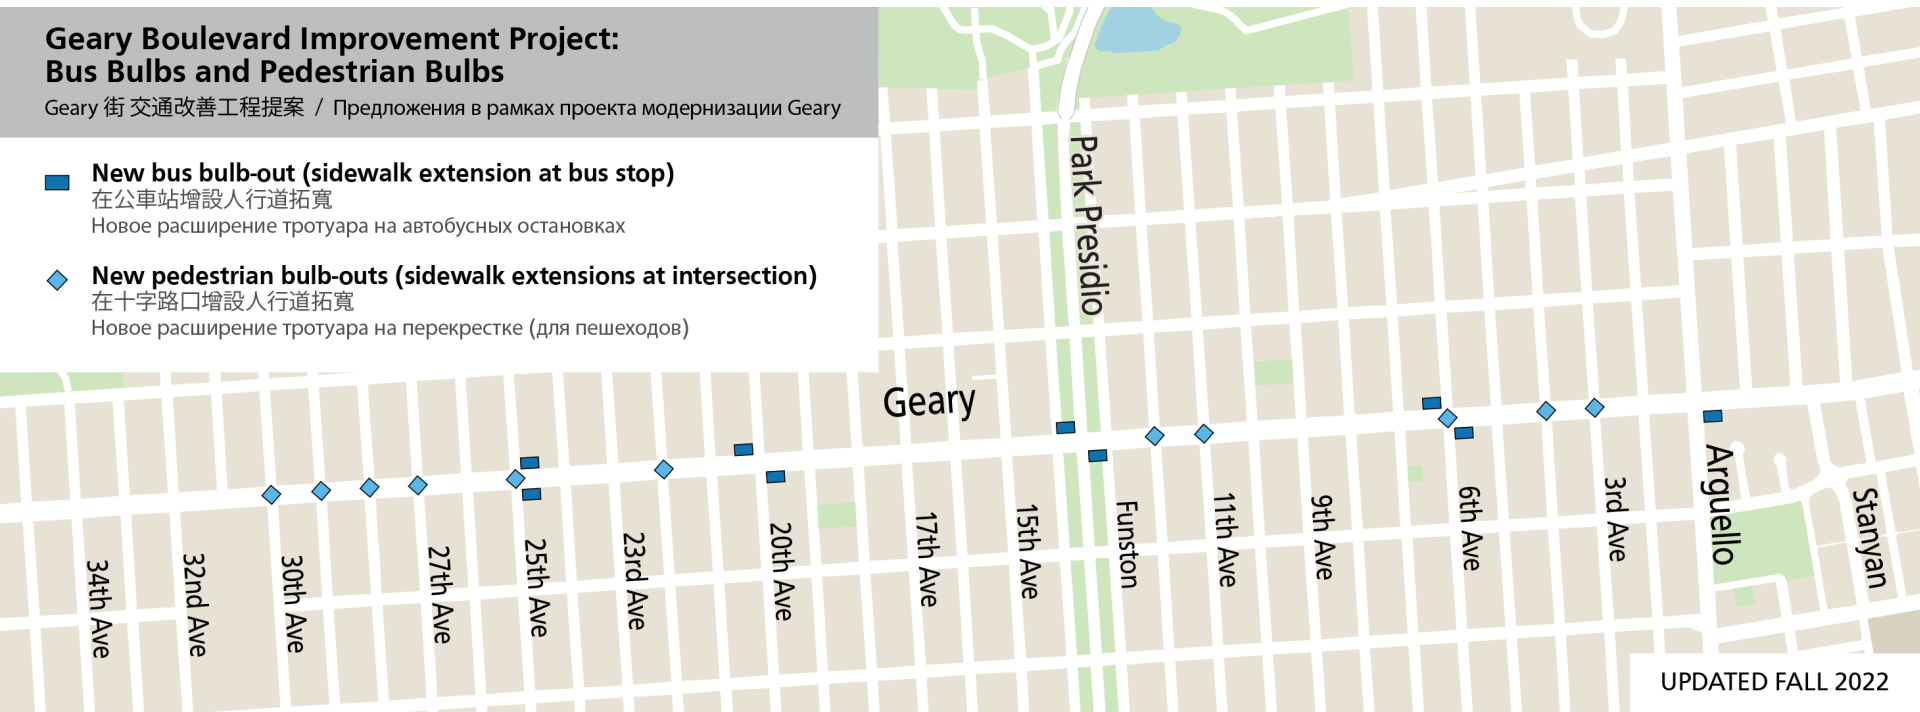 Geary Boulevard Improvement Project:
Bus Bulbs and Pedestrian Bulbs
Geary 街 交通改善工程提案 / Предложения в рамках проекта модернизации Geary
New bus bulb-out (sidewalk extension at bus stop)
在公車站增設人行道拓寬
Новое расширение тротуара на автобусных остановках
New pedestrian bulb-outs (sidewalk extensions at intersection)
在十字路口增設人行道拓寬
Новое расширение тротуара на перекрестке (для пешеходов)
Park Presidio
Geary
34th Ave
32nd Ave
30th Ave
27th Ave
25th Ave
23rd Ave
20th Ave
17th Ave
15th Ave
Funston
11th Ave
9th Ave
6th Ave
3rd Ave
Arguello
Stanyan
UPDATED FALL 2022